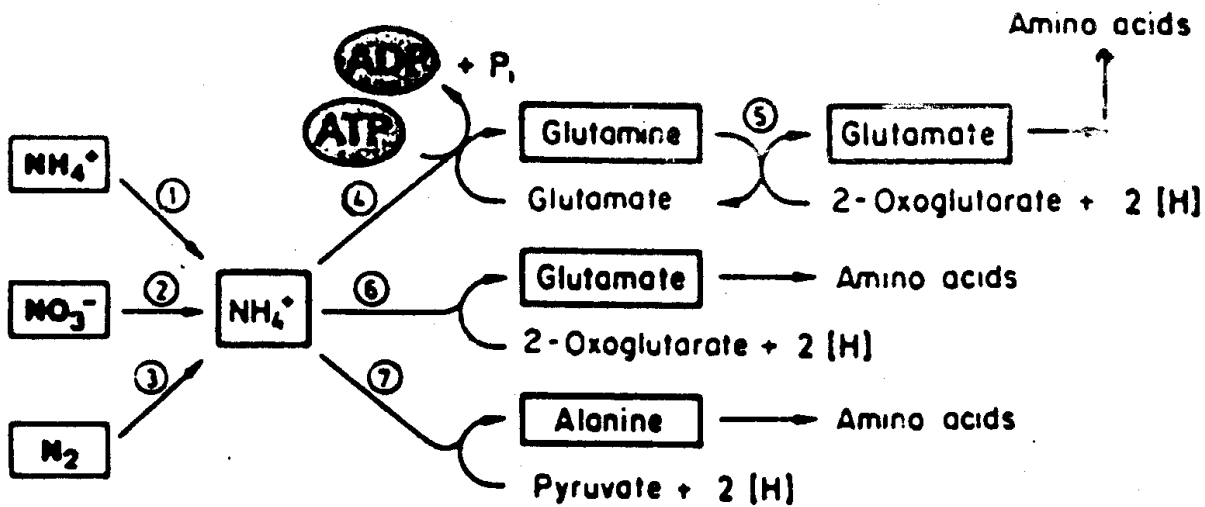 Amino acids
ADP + Pi
ATP
Glutamine
⑤
Glutamate
NH₄⁺
①
④
Glutamate
2-Oxoglutarate + 2 [H]
NO₃⁻
②
NH₄⁺
⑥
Glutamate
Amino acids
2-Oxoglutarate + 2 [H]
③
⑦
N₂
Alanine
Amino acids
Pyruvate + 2 [H]